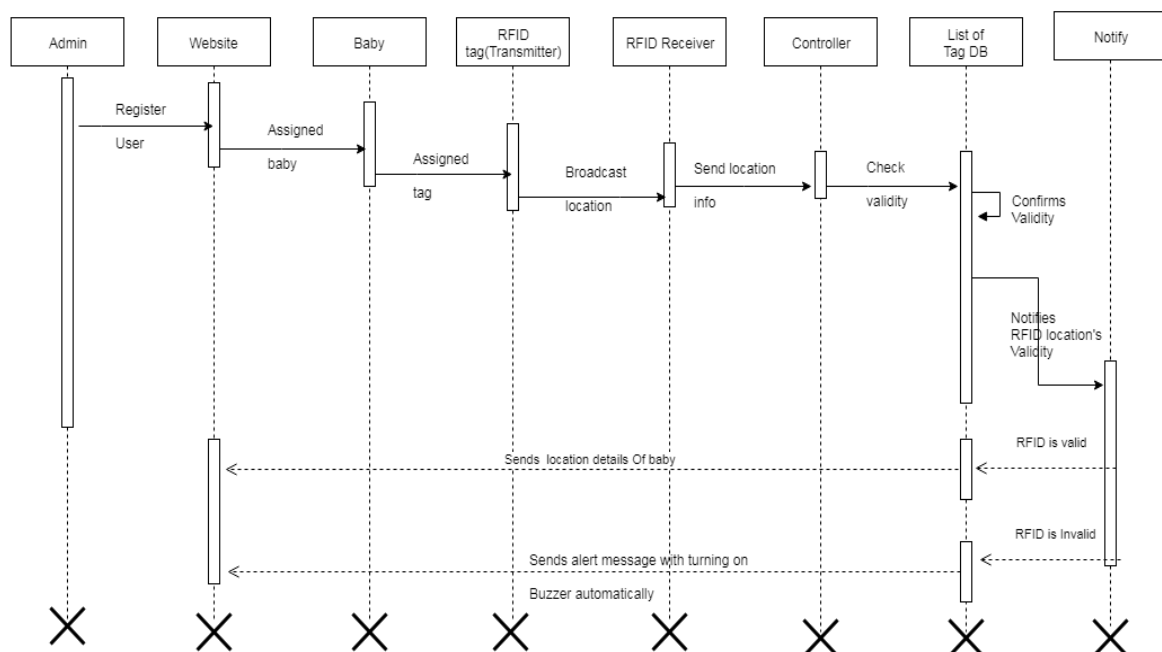 Admin
Website
Baby
RFID
tag(Transmitter)
RFID Receiver
Controller
List of
Tag DB
Notify
Register
User
Assigned
baby
Assigned
tag
Broadcast
location
Send location
info
Check
validity
Confirms
Validity
Notifies
RFID location's
Validity
RFID is valid
Sends location details Of baby
RFID is Invalid
Sends alert message with turning on
Buzzer automatically